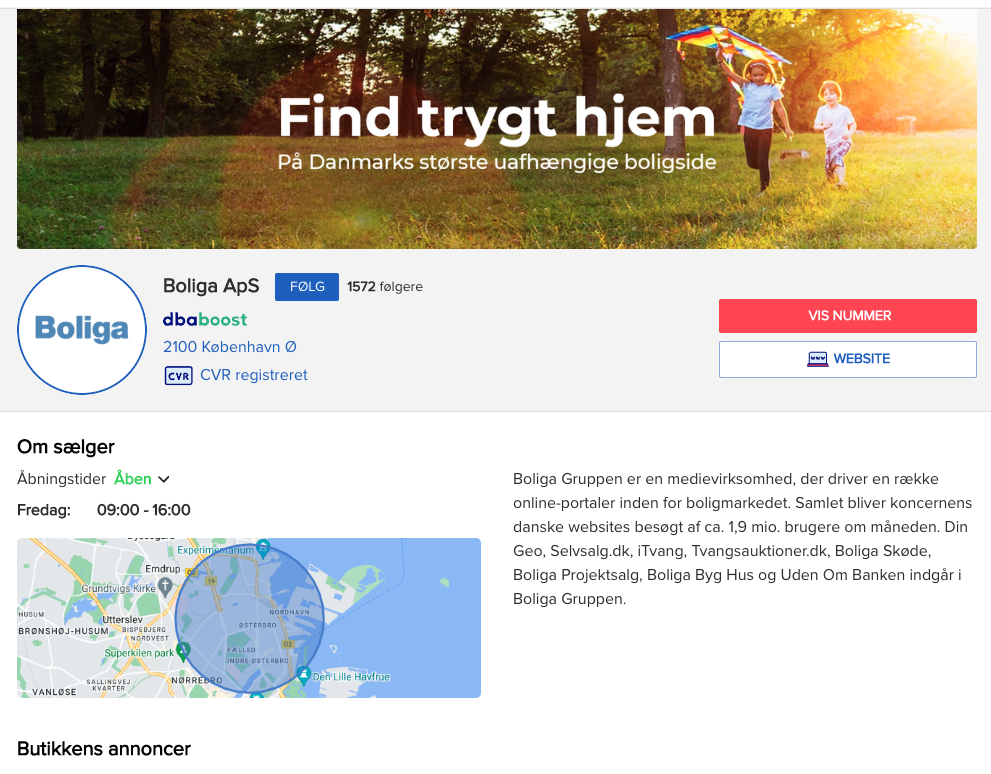 Find trygt hjem
På Danmarks største uafhængige boligside
Boliga
Boliga ApS
FØLG
1572 følgere
dbaboost
2100 København Ø
CVR CVR registreret
VIS NUMMER
www WEBSITE
Om sælger
Åbningstider Åben
Fredag: 09:00 - 16:00
Experimentarium
Emdrup
02
19
Grundtvigs Kirke
HUSUM
BRØNSHØJ-HUSUM
Utterslev
BISPEBJERG
NORDVEST
NORDHAVN
ØSTERBRO
02
Superkilen park
FÆLLED
INDRE ØSTERBRO
Den Lille Havfrue
SALLINGVEJ
KVARTER
NØRREBRO
VANLØSE
Boliga Gruppen er en medievirksomhed, der driver en række
online-portaler inden for boligmarkedet. Samlet bliver koncernens
danske websites besøgt af ca. 1,9 mio. brugere om måneden. Din
Geo, Selvsalg.dk, iTvang, Tvangsauktioner.dk, Boliga Skøde,
Boliga Projektsalg, Boliga Byg Hus og Uden Om Banken indgår i
Boliga Gruppen.
Butikkens annoncer